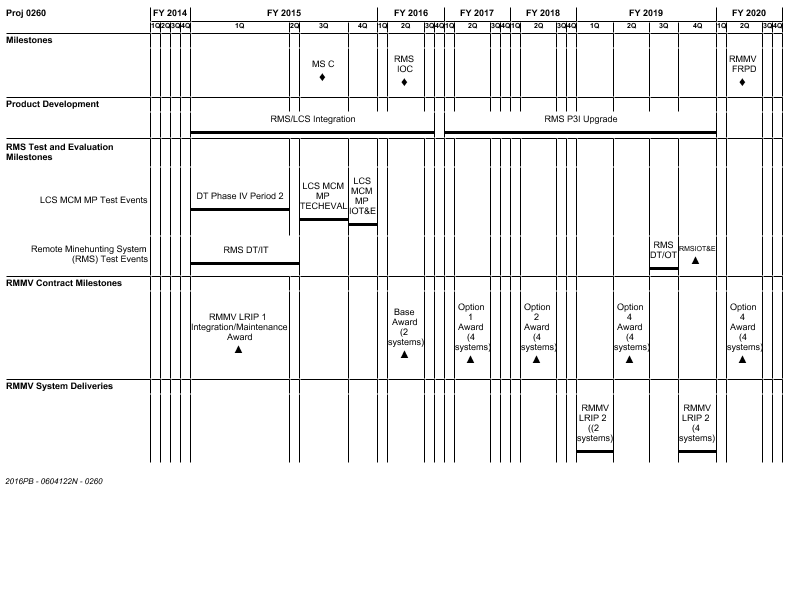 Proj 0260 FY 2014 FY 2015 FY 2016 FY 2017 FY 2018 FY 2019 FY 2020
1Q 2Q 3Q 4Q 1Q 2Q 3Q 4Q 1Q 2Q 3Q 4Q 1Q 2Q 3Q 4Q 1Q 2Q 3Q 4Q 1Q 2Q 3Q 4Q 1Q 2Q 3Q 4Q
Milestones
MS C
RMS
IOC
RMMV
FRPD
Product Development
RMS/LCS Integration
RMS P3I Upgrade
RMS Test and Evaluation
Milestones
LCS MCM MP Test Events
DT Phase IV Period 2
LCS MCM
MP
TECHEVAL
LCS
MCM
MP
IOT&E
Remote Minehunting System
(RMS) Test Events
RMS DT/IT
RMS
DT/OT
RMSIOT&E
RMMV Contract Milestones
RMMV LRIP 1
Integration/Maintenance
Award
Base
Award
(2
systems)
Option
1
Award
(4
systems)
Option
2
Award
(4
systems)
Option
4
Award
(4
systems)
Option
4
Award
(4
systems)
RMMV System Deliveries
RMMV
LRIP 2
((2
systems)
RMMV
LRIP 2
(4
systems)
2016PB - 0604122N - 0260